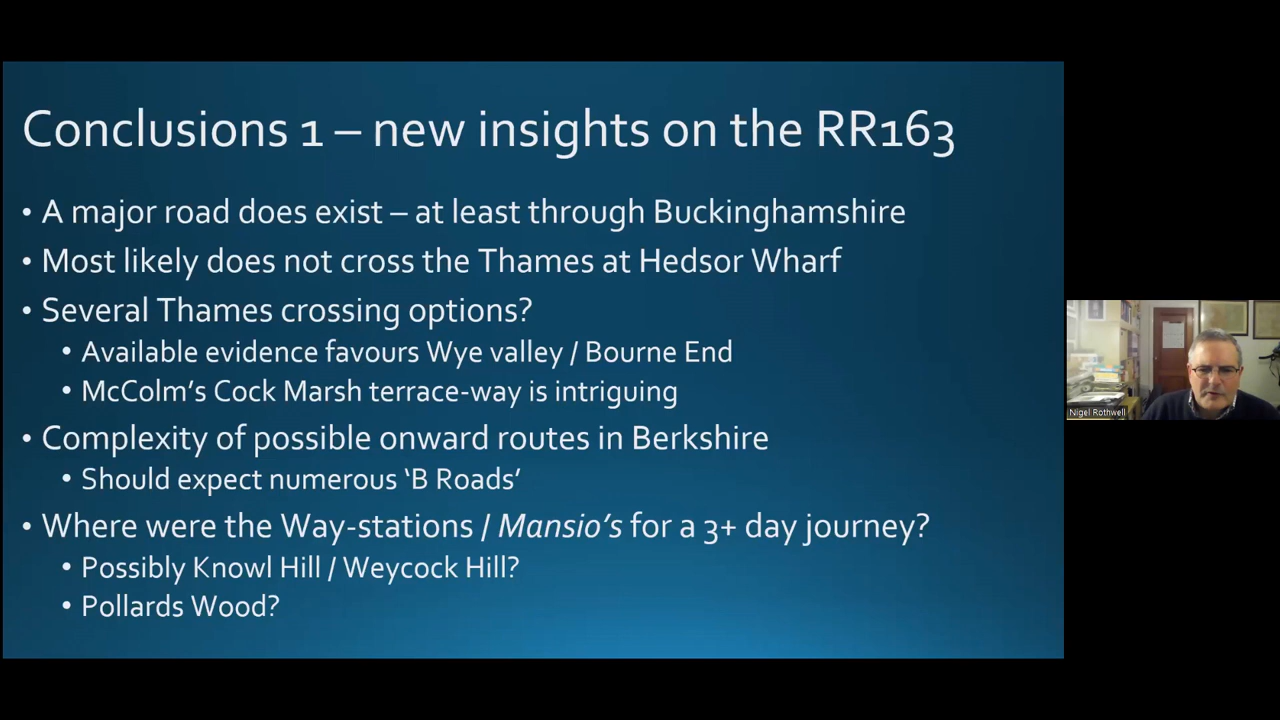 Conclusions 1 – new insights on the RR163
• A major road does exist – at least through Buckinghamshire
• Most likely does not cross the Thames at Hedsor Wharf
• Several Thames crossing options?
• Available evidence favours Wye valley / Bourne End
• McColm's Cock Marsh terrace-way is intriguing
• Complexity of possible onward routes in Berkshire
• Should expect numerous ‘B Roads’
• Where were the Way-stations / Mansio's for a 3+ day journey?
• Possibly Knowl Hill / Weycock Hill?
• Pollards Wood?
Nigel Rothwell